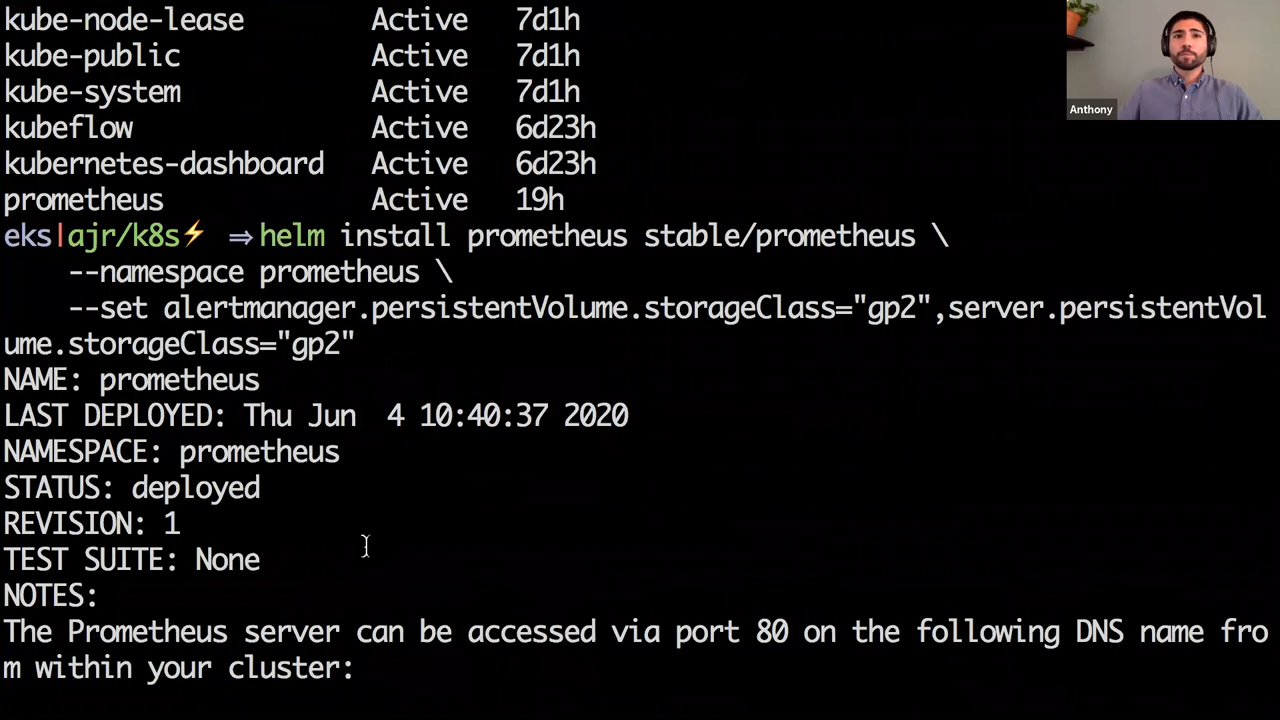 kube-node-lease Active 7d1h
kube-public Active 7d1h
kube-system Active 7d1h
kubeflow Active 6d23h
kubernetes-dashboard Active 6d23h
prometheus Active 19h
eks|ajr/k8s⚡ ⇒helm install prometheus stable/prometheus \
--namespace prometheus \
--set alertmanager.persistentVolume.storageClass="gp2",server.persistentVol
ume.storageClass="gp2"
NAME: prometheus
LAST DEPLOYED: Thu Jun  4 10:40:37 2020
NAMESPACE: prometheus
STATUS: deployed
REVISION: 1
TEST SUITE: None
NOTES:
The Prometheus server can be accessed via port 80 on the following DNS name fro
m within your cluster:
Anthony